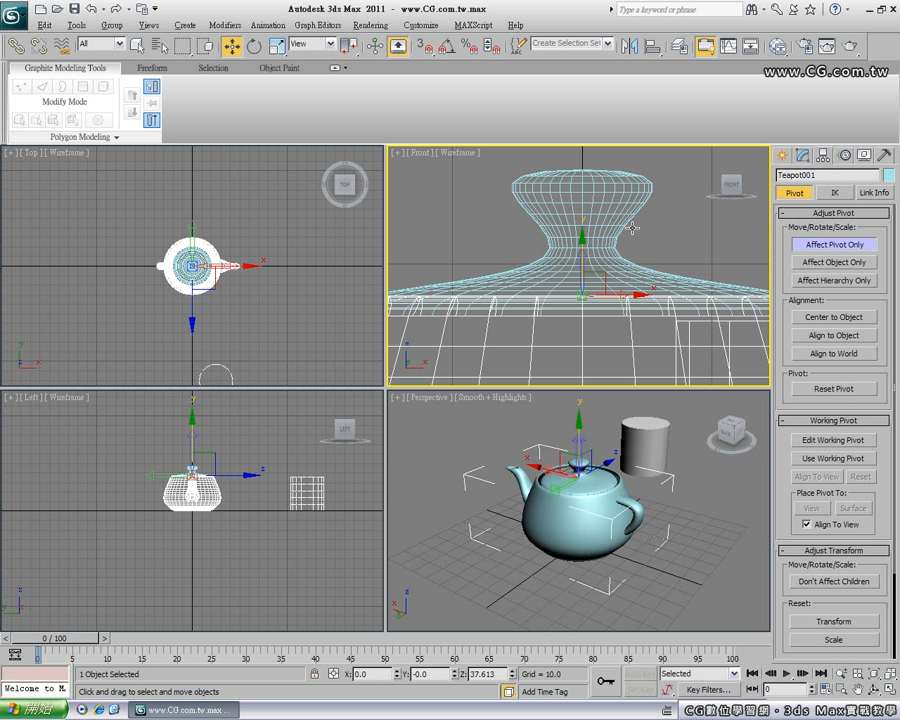 Autodesk 3ds Max 2011 - www.CG.com.tw.max
Type a keyword or phrase
Edit Tools Group Views Create Modifiers Animation Graph Editors Rendering Customize MAXScript Help
All
View
Create Selection Set
Graphite Modeling Tools Freeform Selection Object Paint
www.CG.com.tw
Modify Mode
Polygon Modeling
[ + ] [ Top ] [ Wireframe ]
TOP
[ + ] [ Front ] [ Wireframe ]
FRONT
[ + ] [ Left ] [ Wireframe ]
LEFT
[ + ] [ Perspective ] [ Smooth + Highlights ]
Teapot001
Pivot IK Link Info
Adjust Pivot
Move/Rotate/Scale:
Affect Pivot Only
Affect Object Only
Affect Hierarchy Only
Alignment:
Center to Object
Align to Object
Align to World
Pivot:
Reset Pivot
Working Pivot
Edit Working Pivot
Use Working Pivot
Align To View Reset
Place Pivot To:
View Surface
Align To View
Adjust Transform
Move/Rotate/Scale:
Don't Affect Children
Reset:
Transform
Scale
0 / 100
0 5 10 15 20 25 30 35 40 45 50 55 60 65 70 75 80 85 90 95 100
1 Object Selected
X: 0.0 Y: -0.0 Z: 37.613
Grid = 10.0
Selected
Welcome to M
Click and drag to select and move objects
Add Time Tag
Key Filters...
0
開始
www.CG.com.tw.max ...
CG數位學習網・3ds Max實戰教學